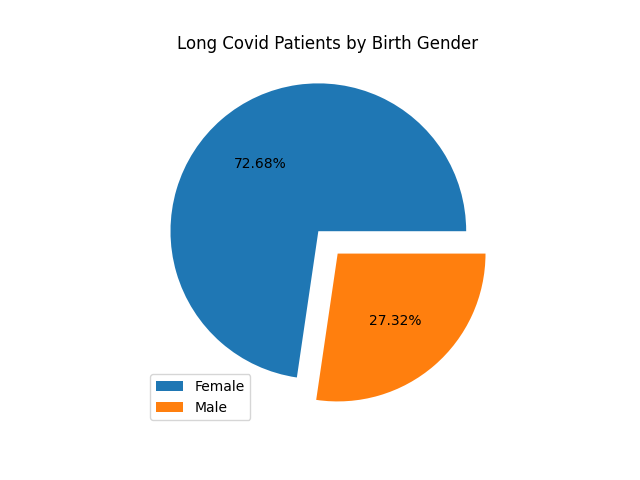 Long Covid Patients by Birth Gender
72.68%
27.32%
Female
Male